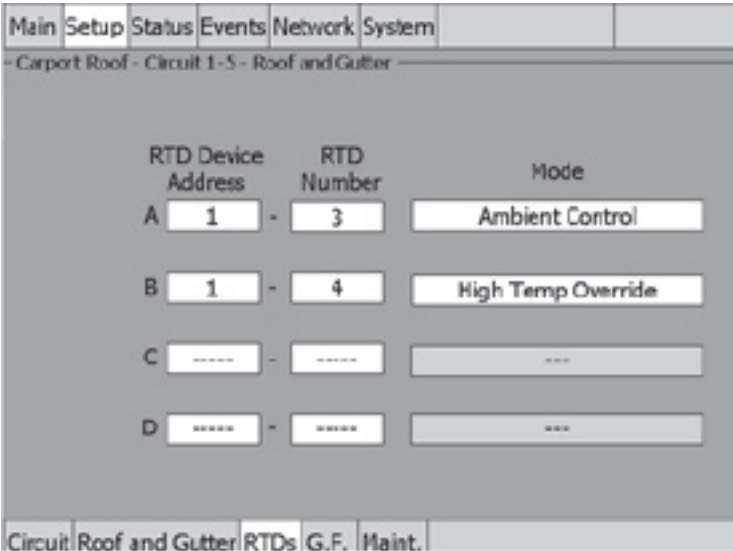 Main Setup Status Events Network System
Carport Roof - Circuit 1-5 - Roof and Gutter
RTD Device Address RTD Number Mode
A 1 - 3 Ambient Control
B 1 - 4 High Temp Override
C ----- - ----- ---
D ----- - ----- ---
Circuit Roof and Gutter RTDs G.F. Maint.